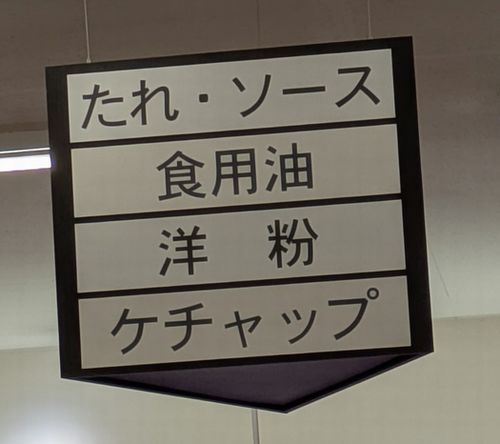 たれ・ソース
食用油
洋　粉
ケチャップ